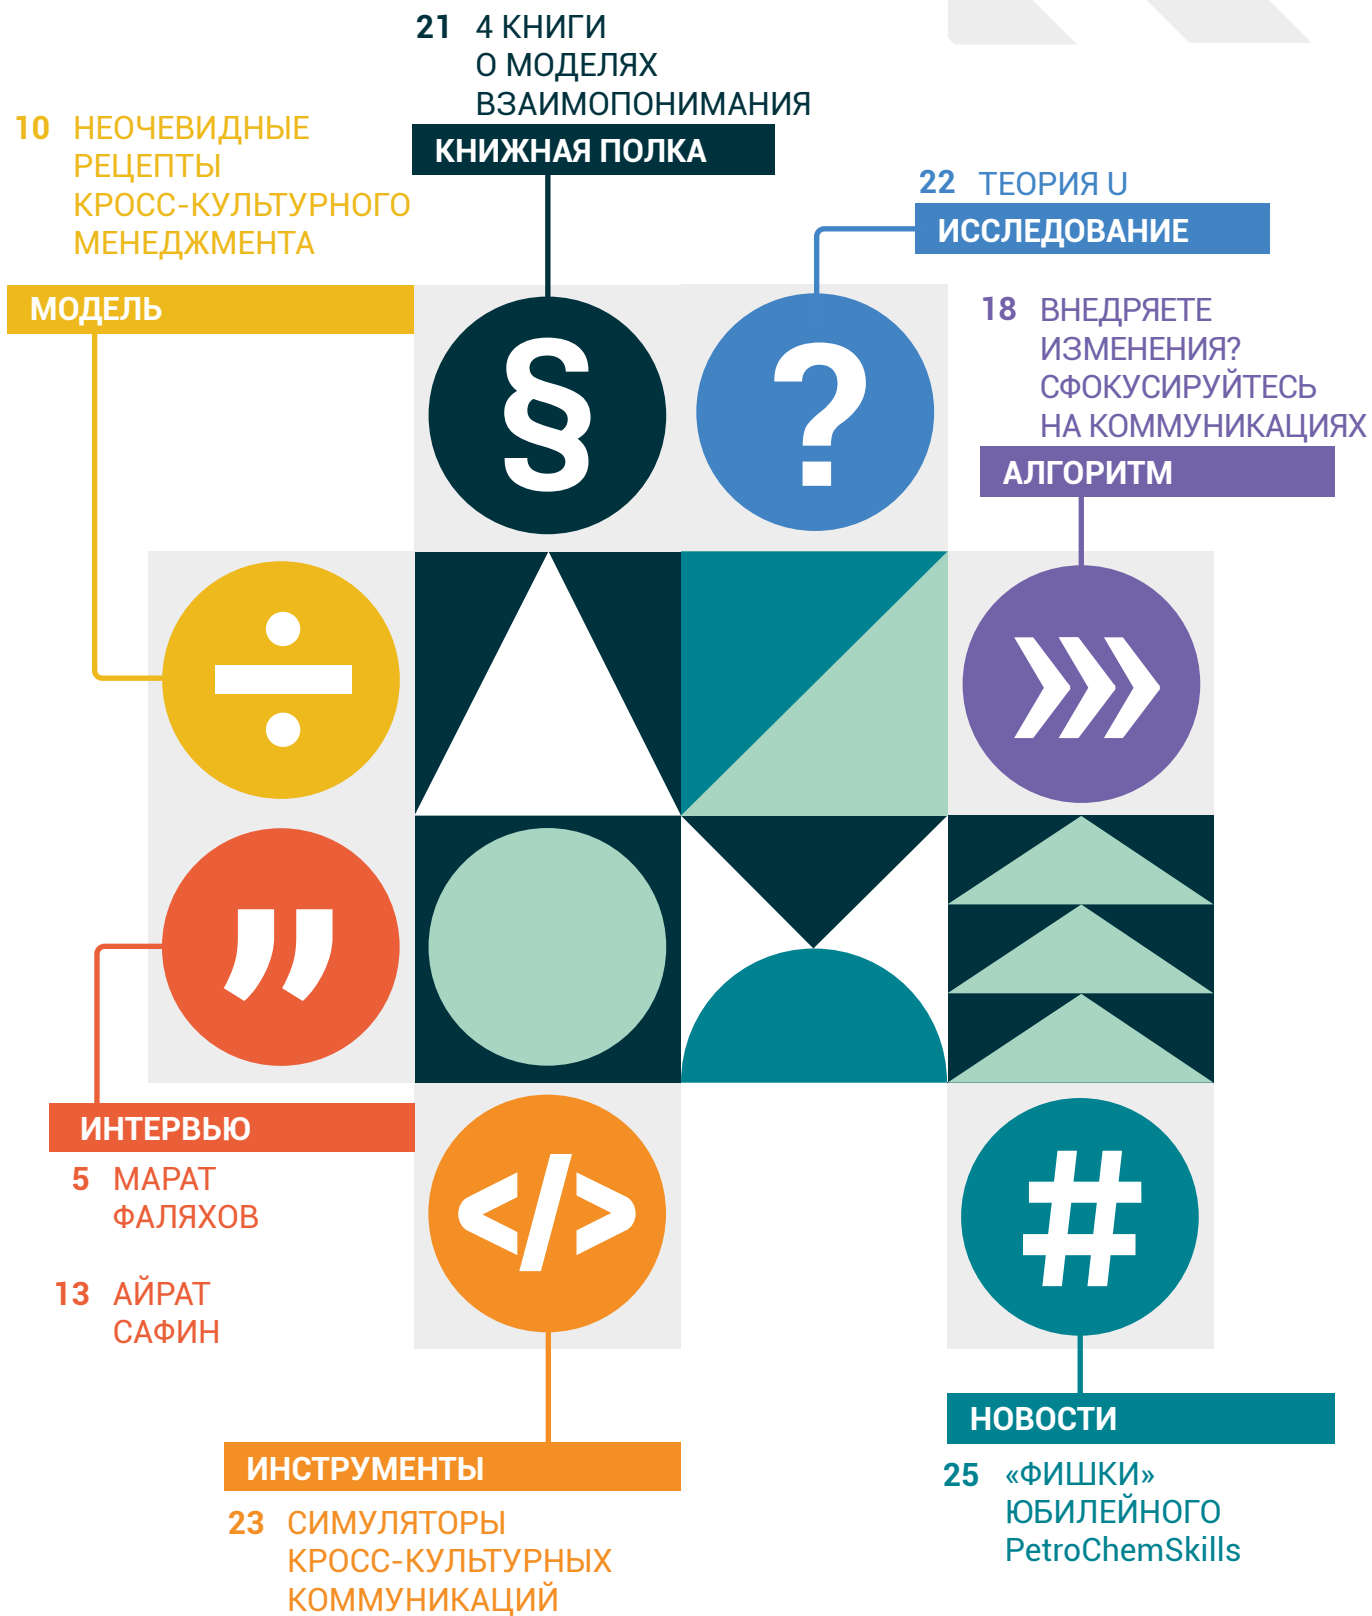 21 4 КНИГИ
О МОДЕЛЯХ
ВЗАИМОПОНИМАНИЯ
КНИЖНАЯ ПОЛКА
10 НЕОЧЕВИДНЫЕ
РЕЦЕПТЫ
КРОСС-КУЛЬТУРНОГО
МЕНЕДЖМЕНТА
МОДЕЛЬ
22 ТЕОРИЯ U
ИССЛЕДОВАНИЕ
18 ВНЕДРЯЕТЕ
ИЗМЕНЕНИЯ?
СФОКУСИРУЙТЕСЬ
НА КОММУНИКАЦИЯХ
АЛГОРИТМ
§
?
÷
»›
”
ИНТЕРВЬЮ
5 МАРАТ
ФАЛЯХОВ
13 АЙРАТ
САФИН
</>
#
ИНСТРУМЕНТЫ
23 СИМУЛЯТОРЫ
КРОСС-КУЛЬТУРНЫХ
КОММУНИКАЦИЙ
НОВОСТИ
25 «ФИШКИ»
ЮБИЛЕЙНОГО
PetroChemSkills